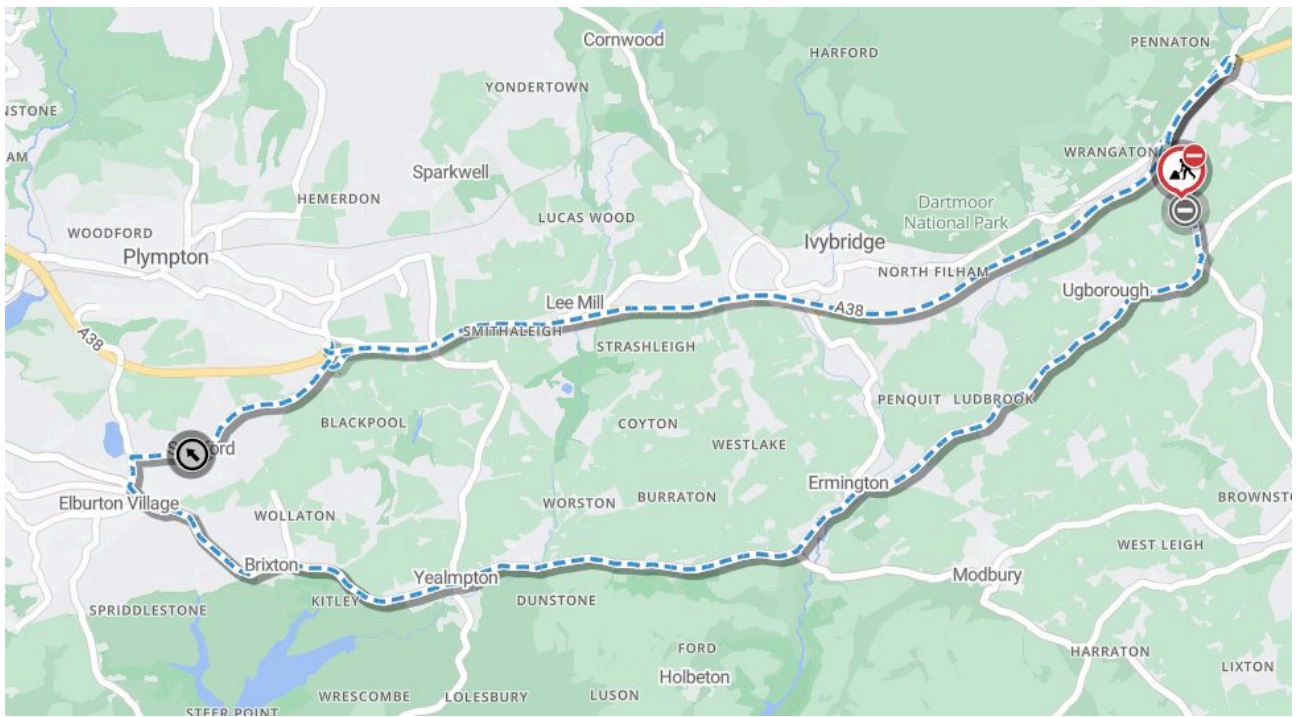 Cornwood
HARFORD
PENNATON
YONDERTOWN
NSTONE
AM
WRANGATON
Sparkwell
HEMERDON
Dartmoor
National Park
LUCAS WOOD
WOODFORD
Plympton
Ivybridge
NORTH FILHAM
Ugborough
Lee Mill
A38
A38
SMITHALEIGH
STRASHLEIGH
PENQUIT
LUDBROOK
BLACKPOOL
COYTON
WESTLAKE
Ermington
Elburton Village
WOLLATON
WORSTON
BURRATON
BROWNSTO
WEST LEIGH
Brixton
Yealmpton
Modbury
KITLEY
DUNSTONE
SPRIDDLESTONE
FORD
HARRATON
Holbeton
LIXTON
WRESCOMBE
LOLESBURY
LUSON
STEER POINT